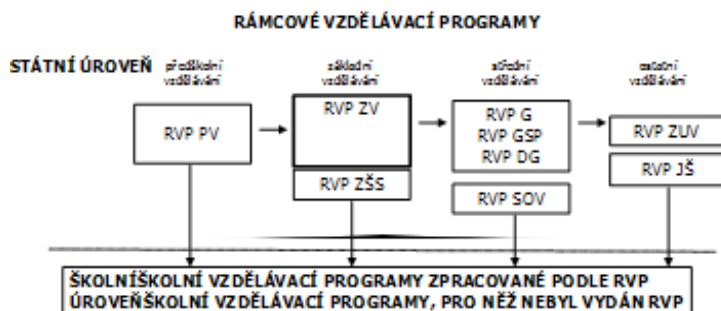 RÁMCOVÉ VZDĚLÁVACÍ PROGRAMY
STÁTNÍ ÚROVEŇ
předškolní vzdělávání
základní vzdělávání
střední vzdělávání
ostatní vzdělávání
RVP PV
RVP ZV
RVP ZŠS
RVP G
RVP GSP
RVP DG
RVP SOV
RVP ZUV
RVP JŠ
ŠKOLNÍŠKOLNÍ VZDĚLÁVACÍ PROGRAMY ZPRACOVANÉ PODLE RVP
ÚROVEŇŠKOLNÍ VZDĚLÁVACÍ PROGRAMY, PRO NĚŽ NEBYL VYDÁN RVP